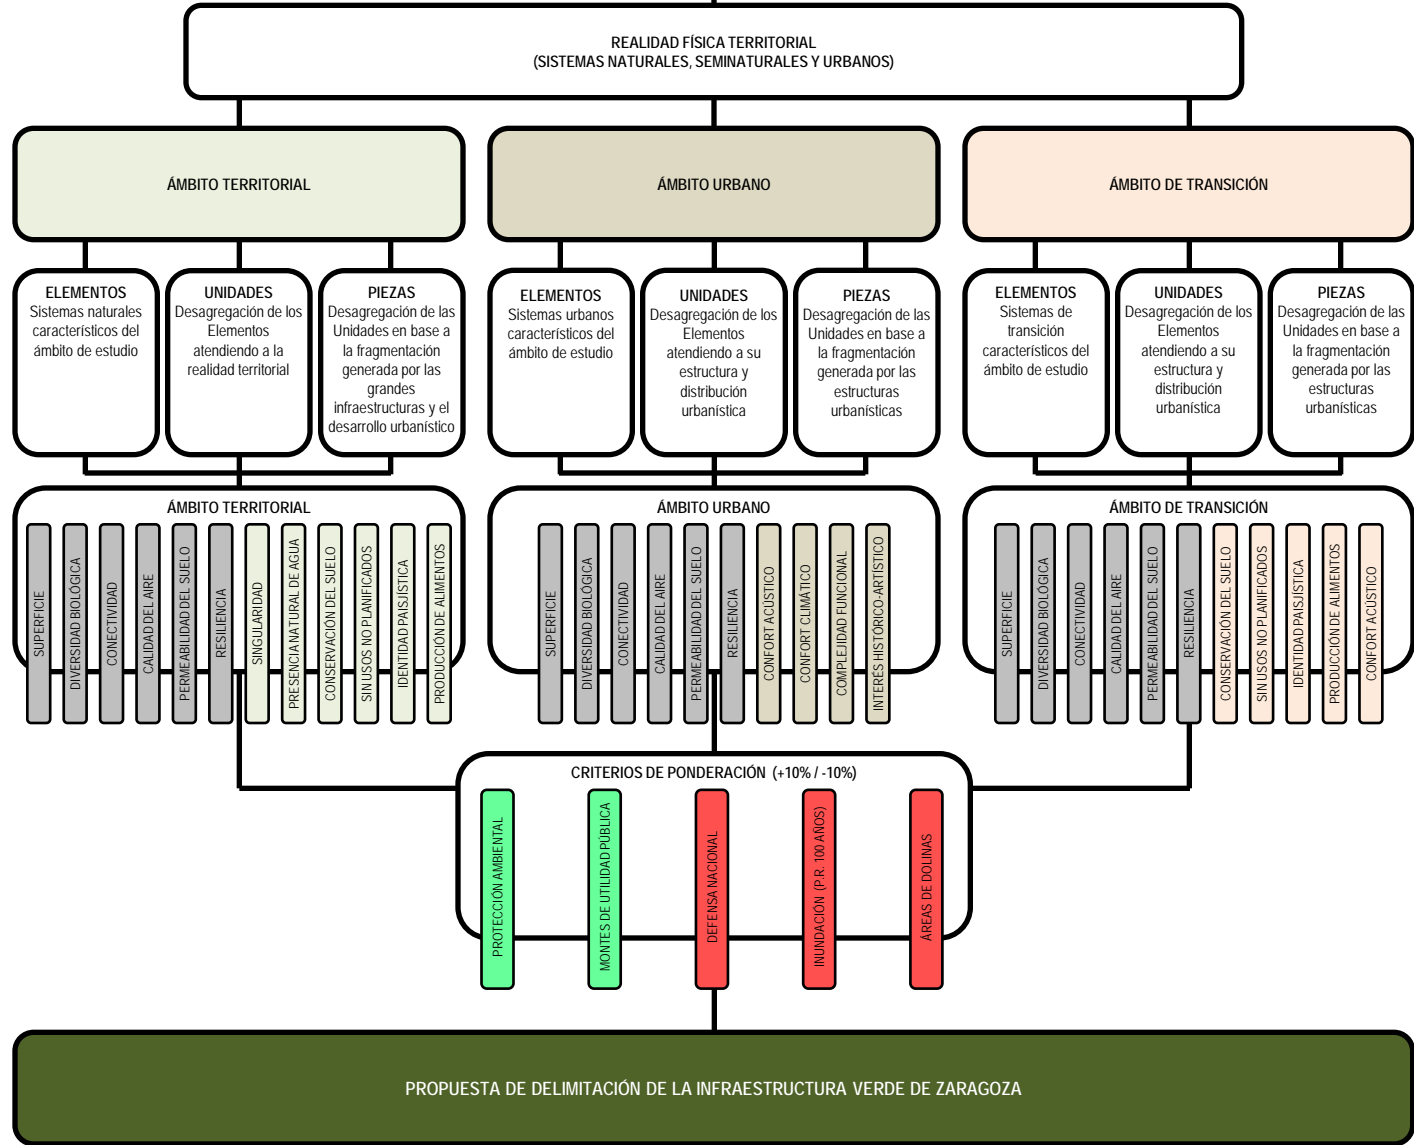 REALIDAD FÍSICA TERRITORIAL
(SISTEMAS NATURALES, SEMINATURALES Y URBANOS)
ÁMBITO TERRITORIAL
ÁMBITO URBANO
ÁMBITO DE TRANSICIÓN
ELEMENTOS
Sistemas naturales
característicos del
ámbito de estudio
UNIDADES
Desagregación de los
Elementos
atendiendo a la
realidad territorial
PIEZAS
Desagregación de las
Unidades en base a
la fragmentación
generada por las
grandes
infraestructuras y el
desarrollo urbanístico
ELEMENTOS
Sistemas urbanos
característicos del
ámbito de estudio
UNIDADES
Desagregación de los
Elementos
atendiendo a su
estructura y
distribución
urbanística
PIEZAS
Desagregación de las
Unidades en base a
la fragmentación
generada por las
estructuras
urbanísticas
ELEMENTOS
Sistemas de
transición
característicos del
ámbito de estudio
UNIDADES
Desagregación de los
Elementos
atendiendo a su
estructura y
distribución
urbanística
PIEZAS
Desagregación de las
Unidades en base a
la fragmentación
generada por las
estructuras
urbanísticas
ÁMBITO TERRITORIAL
SUPERFICIE
DIVERSIDAD BIOLÓGICA
CONECTIVIDAD
CALIDAD DEL AIRE
PERMEABILIDAD DEL SUELO
RESILIENCIA
SINGULARIDAD
PRESENCIA NATURAL DE AGUA
CONSERVACIÓN DEL SUELO
SIN USOS NO PLANIFICADOS
IDENTIDAD PAISJÍSTICA
PRODUCCIÓN DE ALIMENTOS
ÁMBITO URBANO
SUPERFICIE
DIVERSIDAD BIOLÓGICA
CONECTIVIDAD
CALIDAD DEL AIRE
PERMEABILIDAD DEL SUELO
RESILIENCIA
CONFORT ACÚSTICO
CONFORT CLIMÁTICO
COMPLEJIDAD FUNCIONAL
INTERÉS HISTÓRICO-ARTÍSTICO
ÁMBITO DE TRANSICIÓN
SUPERFICIE
DIVERSIDAD BIOLÓGICA
CONECTIVIDAD
CALIDAD DEL AIRE
PERMEABILIDAD DEL SUELO
RESILIENCIA
CONSERVACIÓN DEL SUELO
SIN USOS NO PLANIFICADOS
IDENTIDAD PAISJÍSTICA
PRODUCCIÓN DE ALIMENTOS
CONFORT ACÚSTICO
CRITERIOS DE PONDERACIÓN (+10% / -10%)
PROTECCIÓN AMBIENTAL
MONTES DE UTILIDAD PÚBLICA
DEFENSA NACIONAL
INUNDACIÓN (P.R. 100 AÑOS)
ÁREAS DE DOLINAS
PROPUESTA DE DELIMITACIÓN DE LA INFRAESTRUCTURA VERDE DE ZARAGOZA